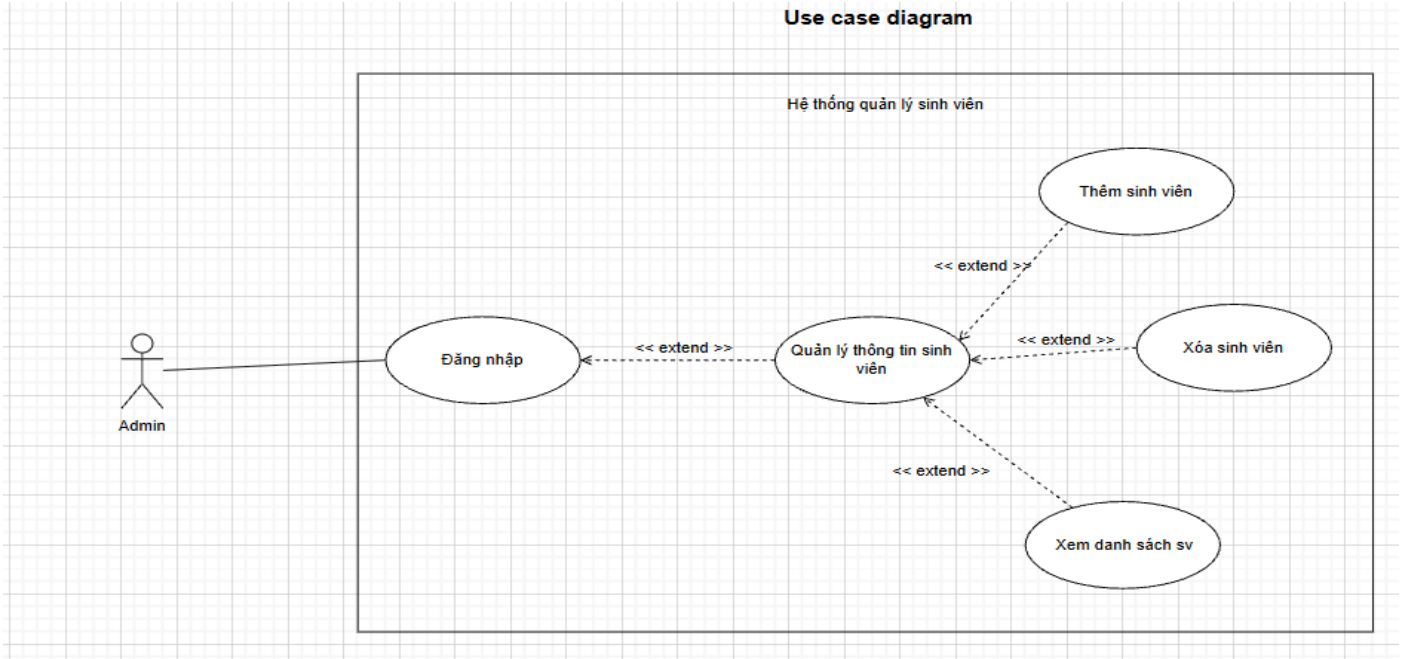 Use case diagram
Hệ thống quản lý sinh viên
Thêm sinh viên
<< extend >>
Xóa sinh viên
<< extend >>
<< extend >>
Quản lý thông tin sinh
viên
Đăng nhập
Admin
<< extend >>
Xem danh sách sv